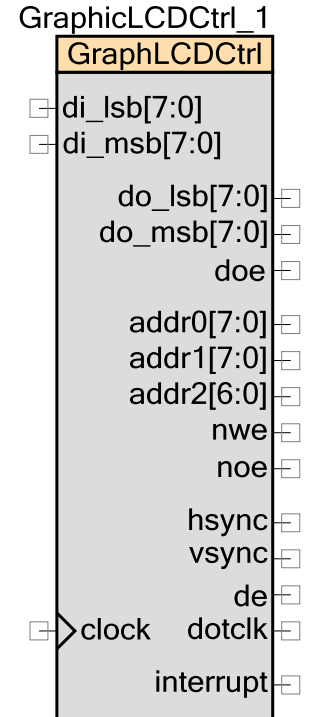 GraphicLCDCtrl_1
GraphLCDCtrl
di_lsb[7:0]
di_msb[7:0]
do_lsb[7:0]
do_msb[7:0]
doe
addr0[7:0]
addr1[7:0]
addr2[6:0]
nwe
noe
hsync
vsync
de
clock dotclk
interrupt